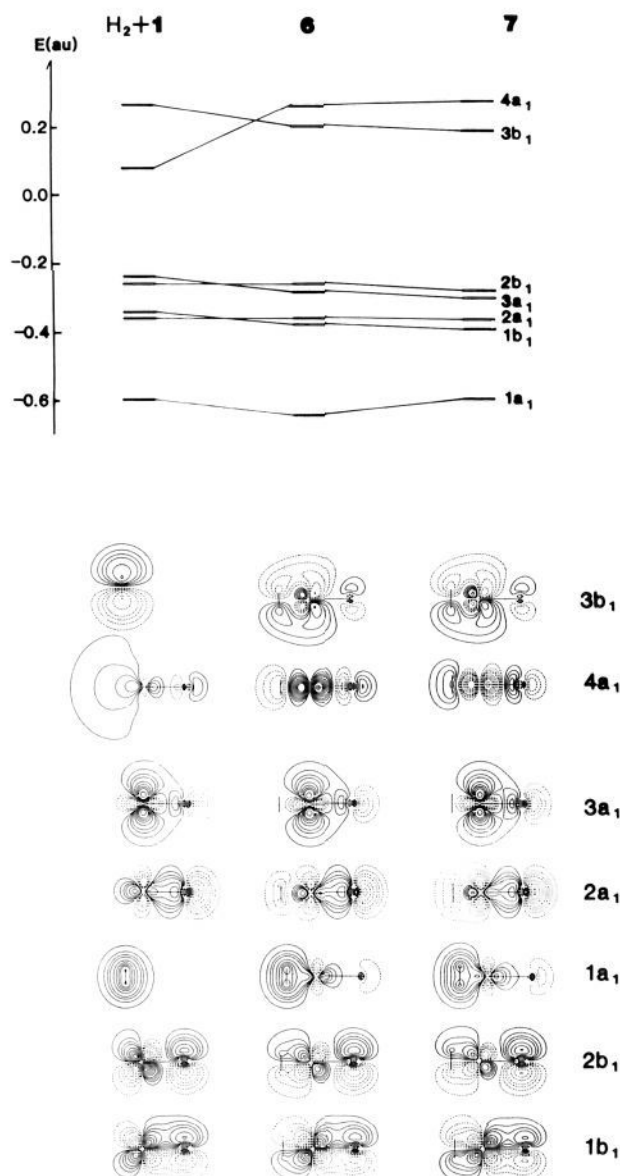 H₂+1 6 7
E(au)
4a₁
3b₁
0.2
0.0
-0.2
2b₁
3a₁
2a₁
1b₁
-0.4
-0.6
1a₁
3b₁
4a₁
3a₁
2a₁
1a₁
2b₁
1b₁